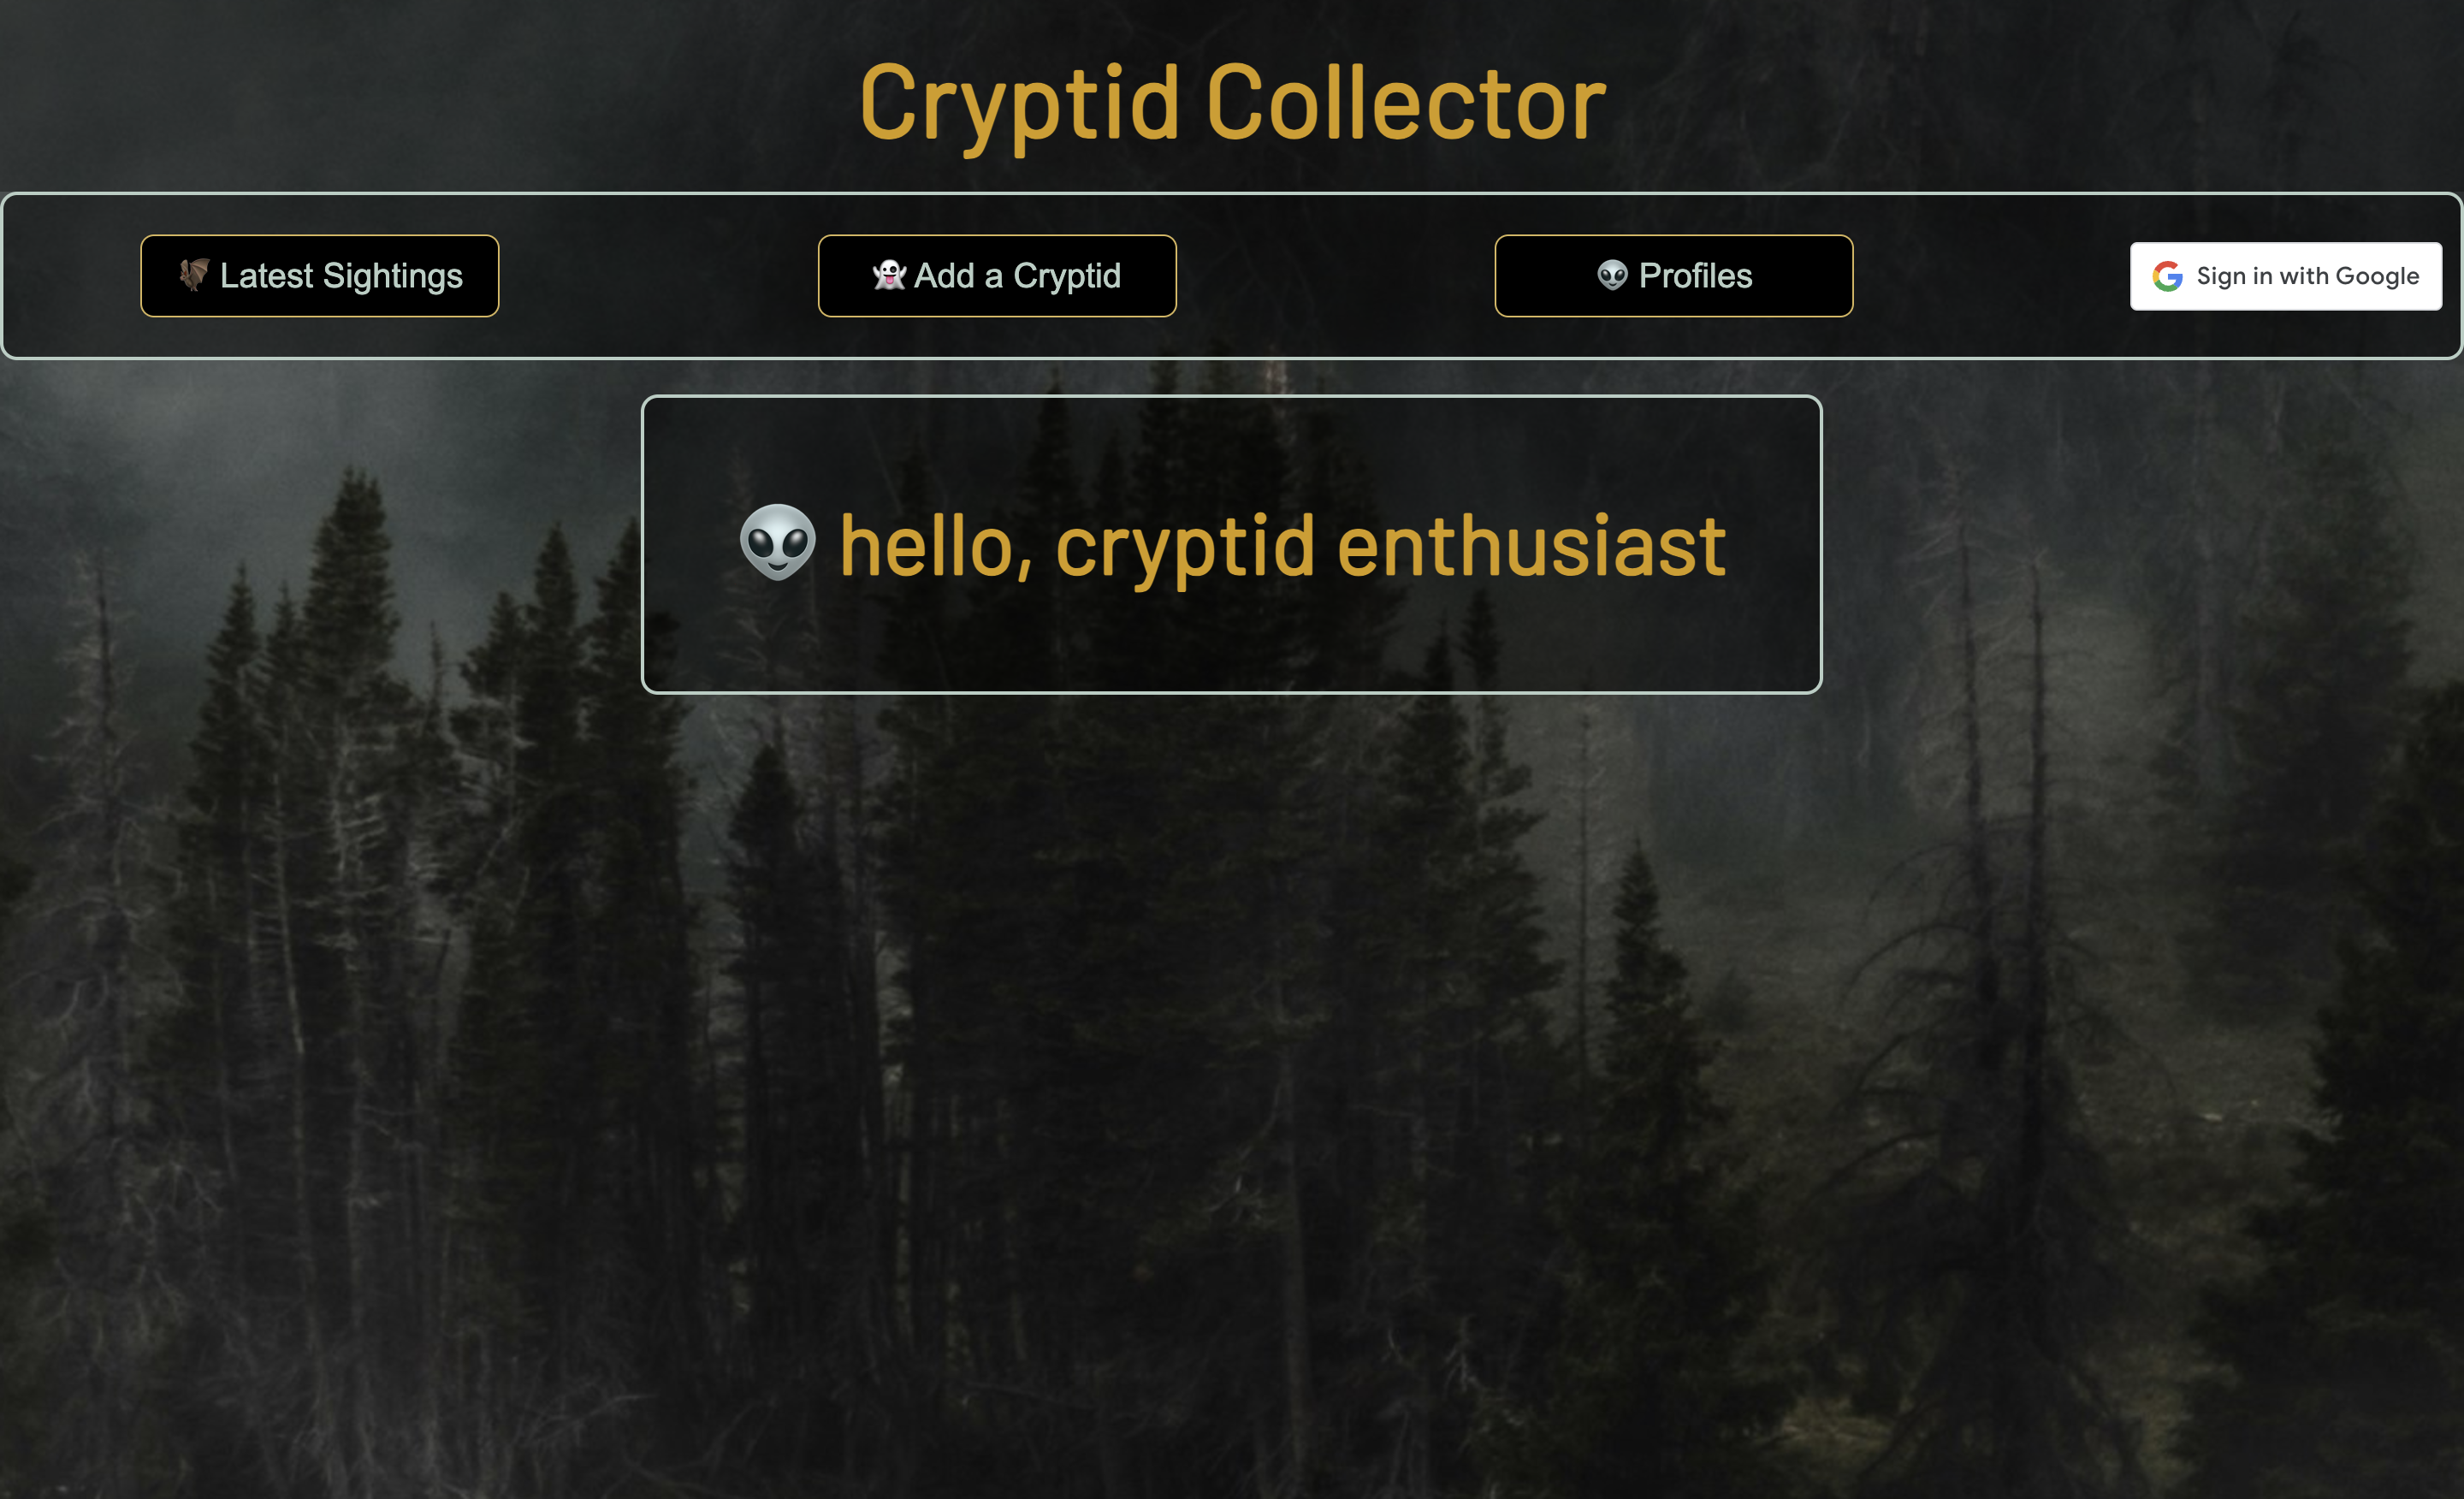 Cryptid Collector
🦇 Latest Sightings
👻 Add a Cryptid
👽 Profiles
Sign in with Google
👽 hello, cryptid enthusiast